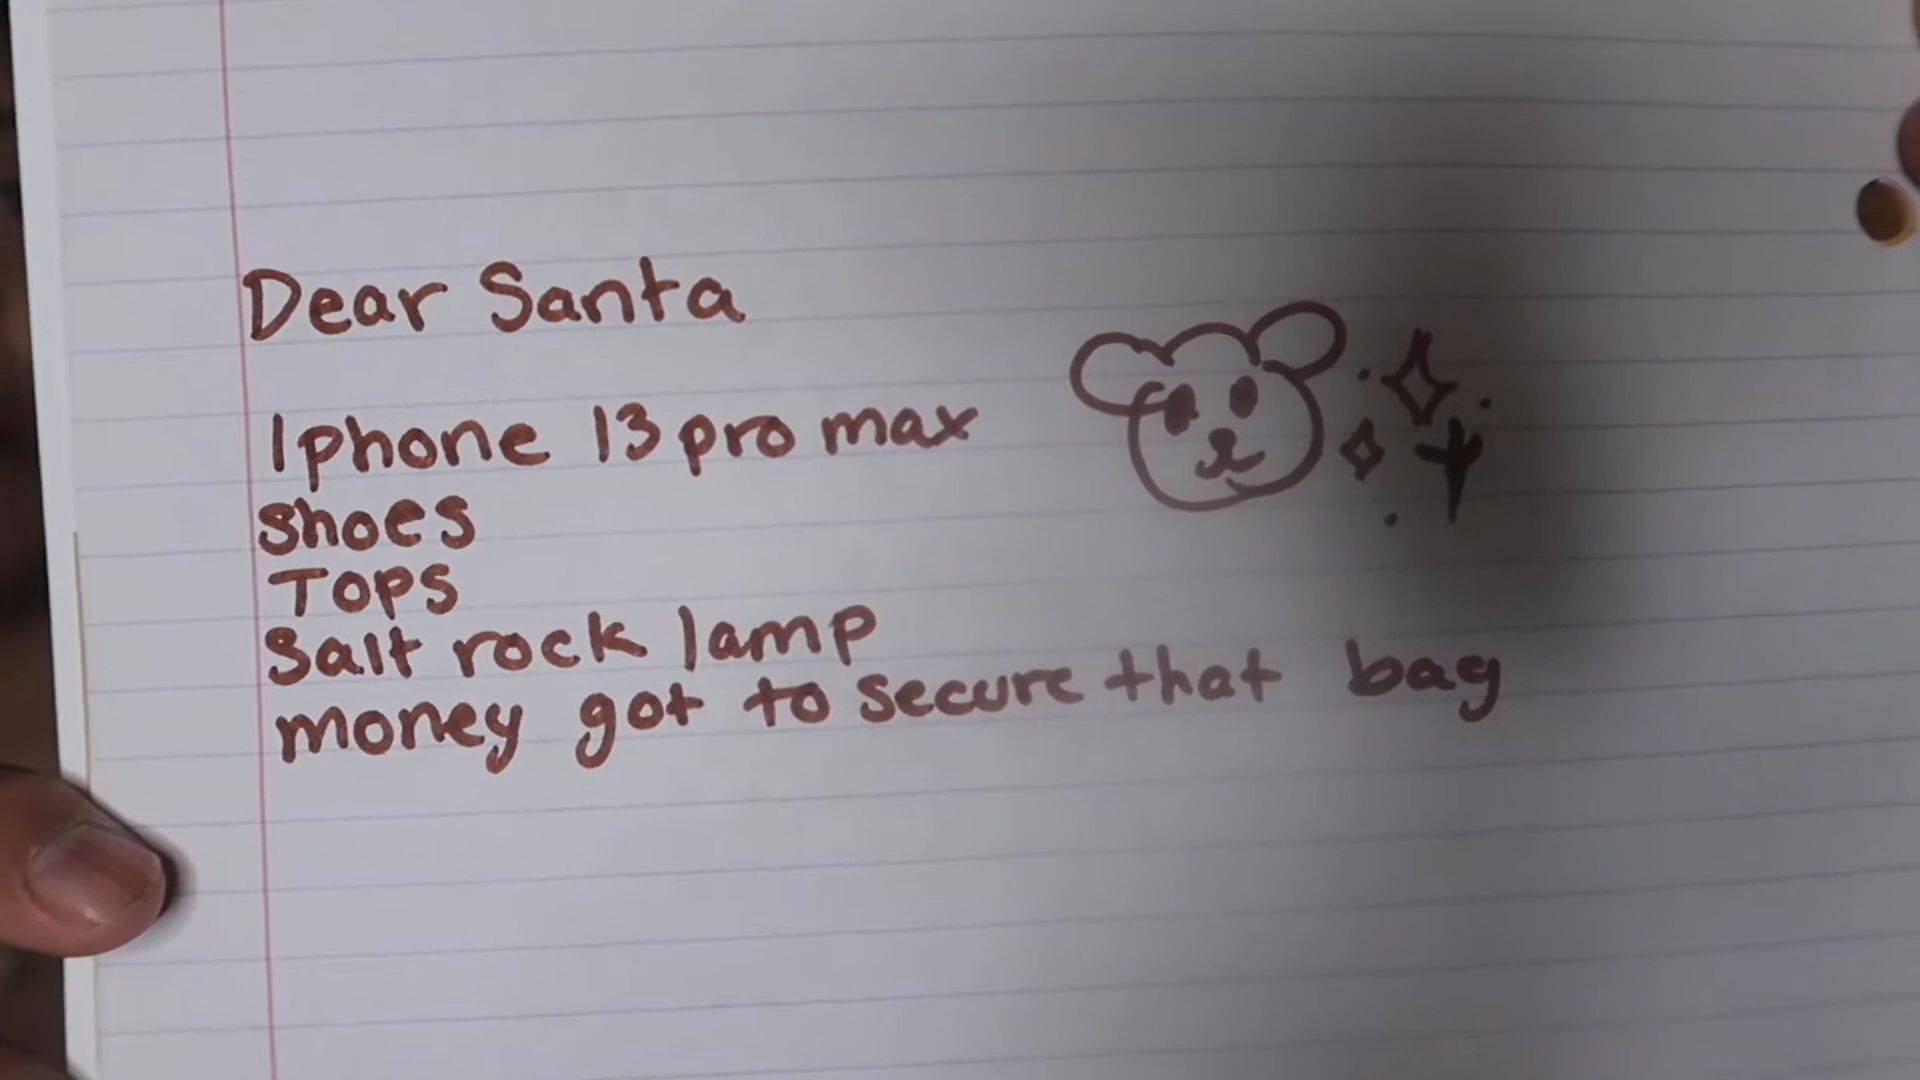 Dear Santa
Iphone 13 pro max
Shoes
Tops
Salt rock lamp
money got to secure that bag